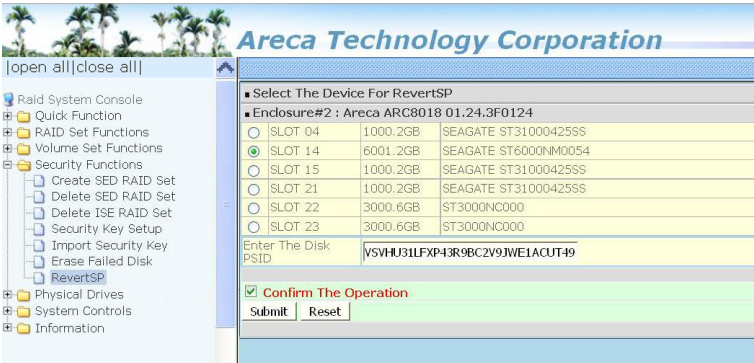 Areca Technology Corporation
|open all|close all|
Raid System Console
Quick Function
RAID Set Functions
Volume Set Functions
Security Functions
Create SED RAID Set
Delete SED RAID Set
Delete ISE RAID Set
Security Key Setup
Import Security Key
Erase Failed Disk
RevertSP
Physical Drives
System Controls
Information
Select The Device For RevertSP
Enclosure#2 : Areca ARC8018 01.24.3F0124
SLOT 04 1000.2GB SEAGATE ST31000425SS
SLOT 14 6001.2GB SEAGATE ST6000NM0054
SLOT 15 1000.2GB SEAGATE ST31000425SS
SLOT 21 1000.2GB SEAGATE ST31000425SS
SLOT 22 3000.6GB ST3000NC000
SLOT 23 3000.6GB ST3000NC000
Enter The Disk
PSID
VSVHU31LFXP43R9BC2V9JWE1ACUT49
Confirm The Operation
Submit Reset